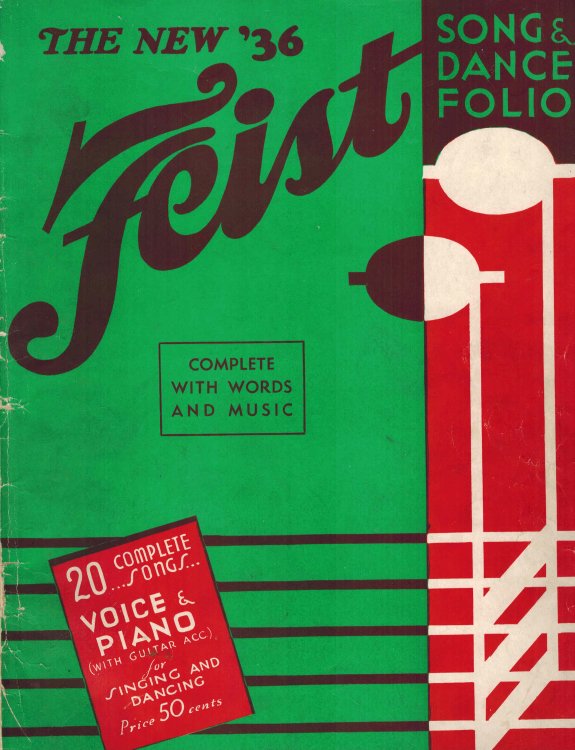 THE NEW '36
Feist
SONG &
DANCE
FOLIO
COMPLETE
WITH WORDS
AND MUSIC
20 COMPLETE
...SONGS...
VOICE &
PIANO
(WITH GUITAR ACC.)
for
SINGING AND
DANCING
Price 50 cents